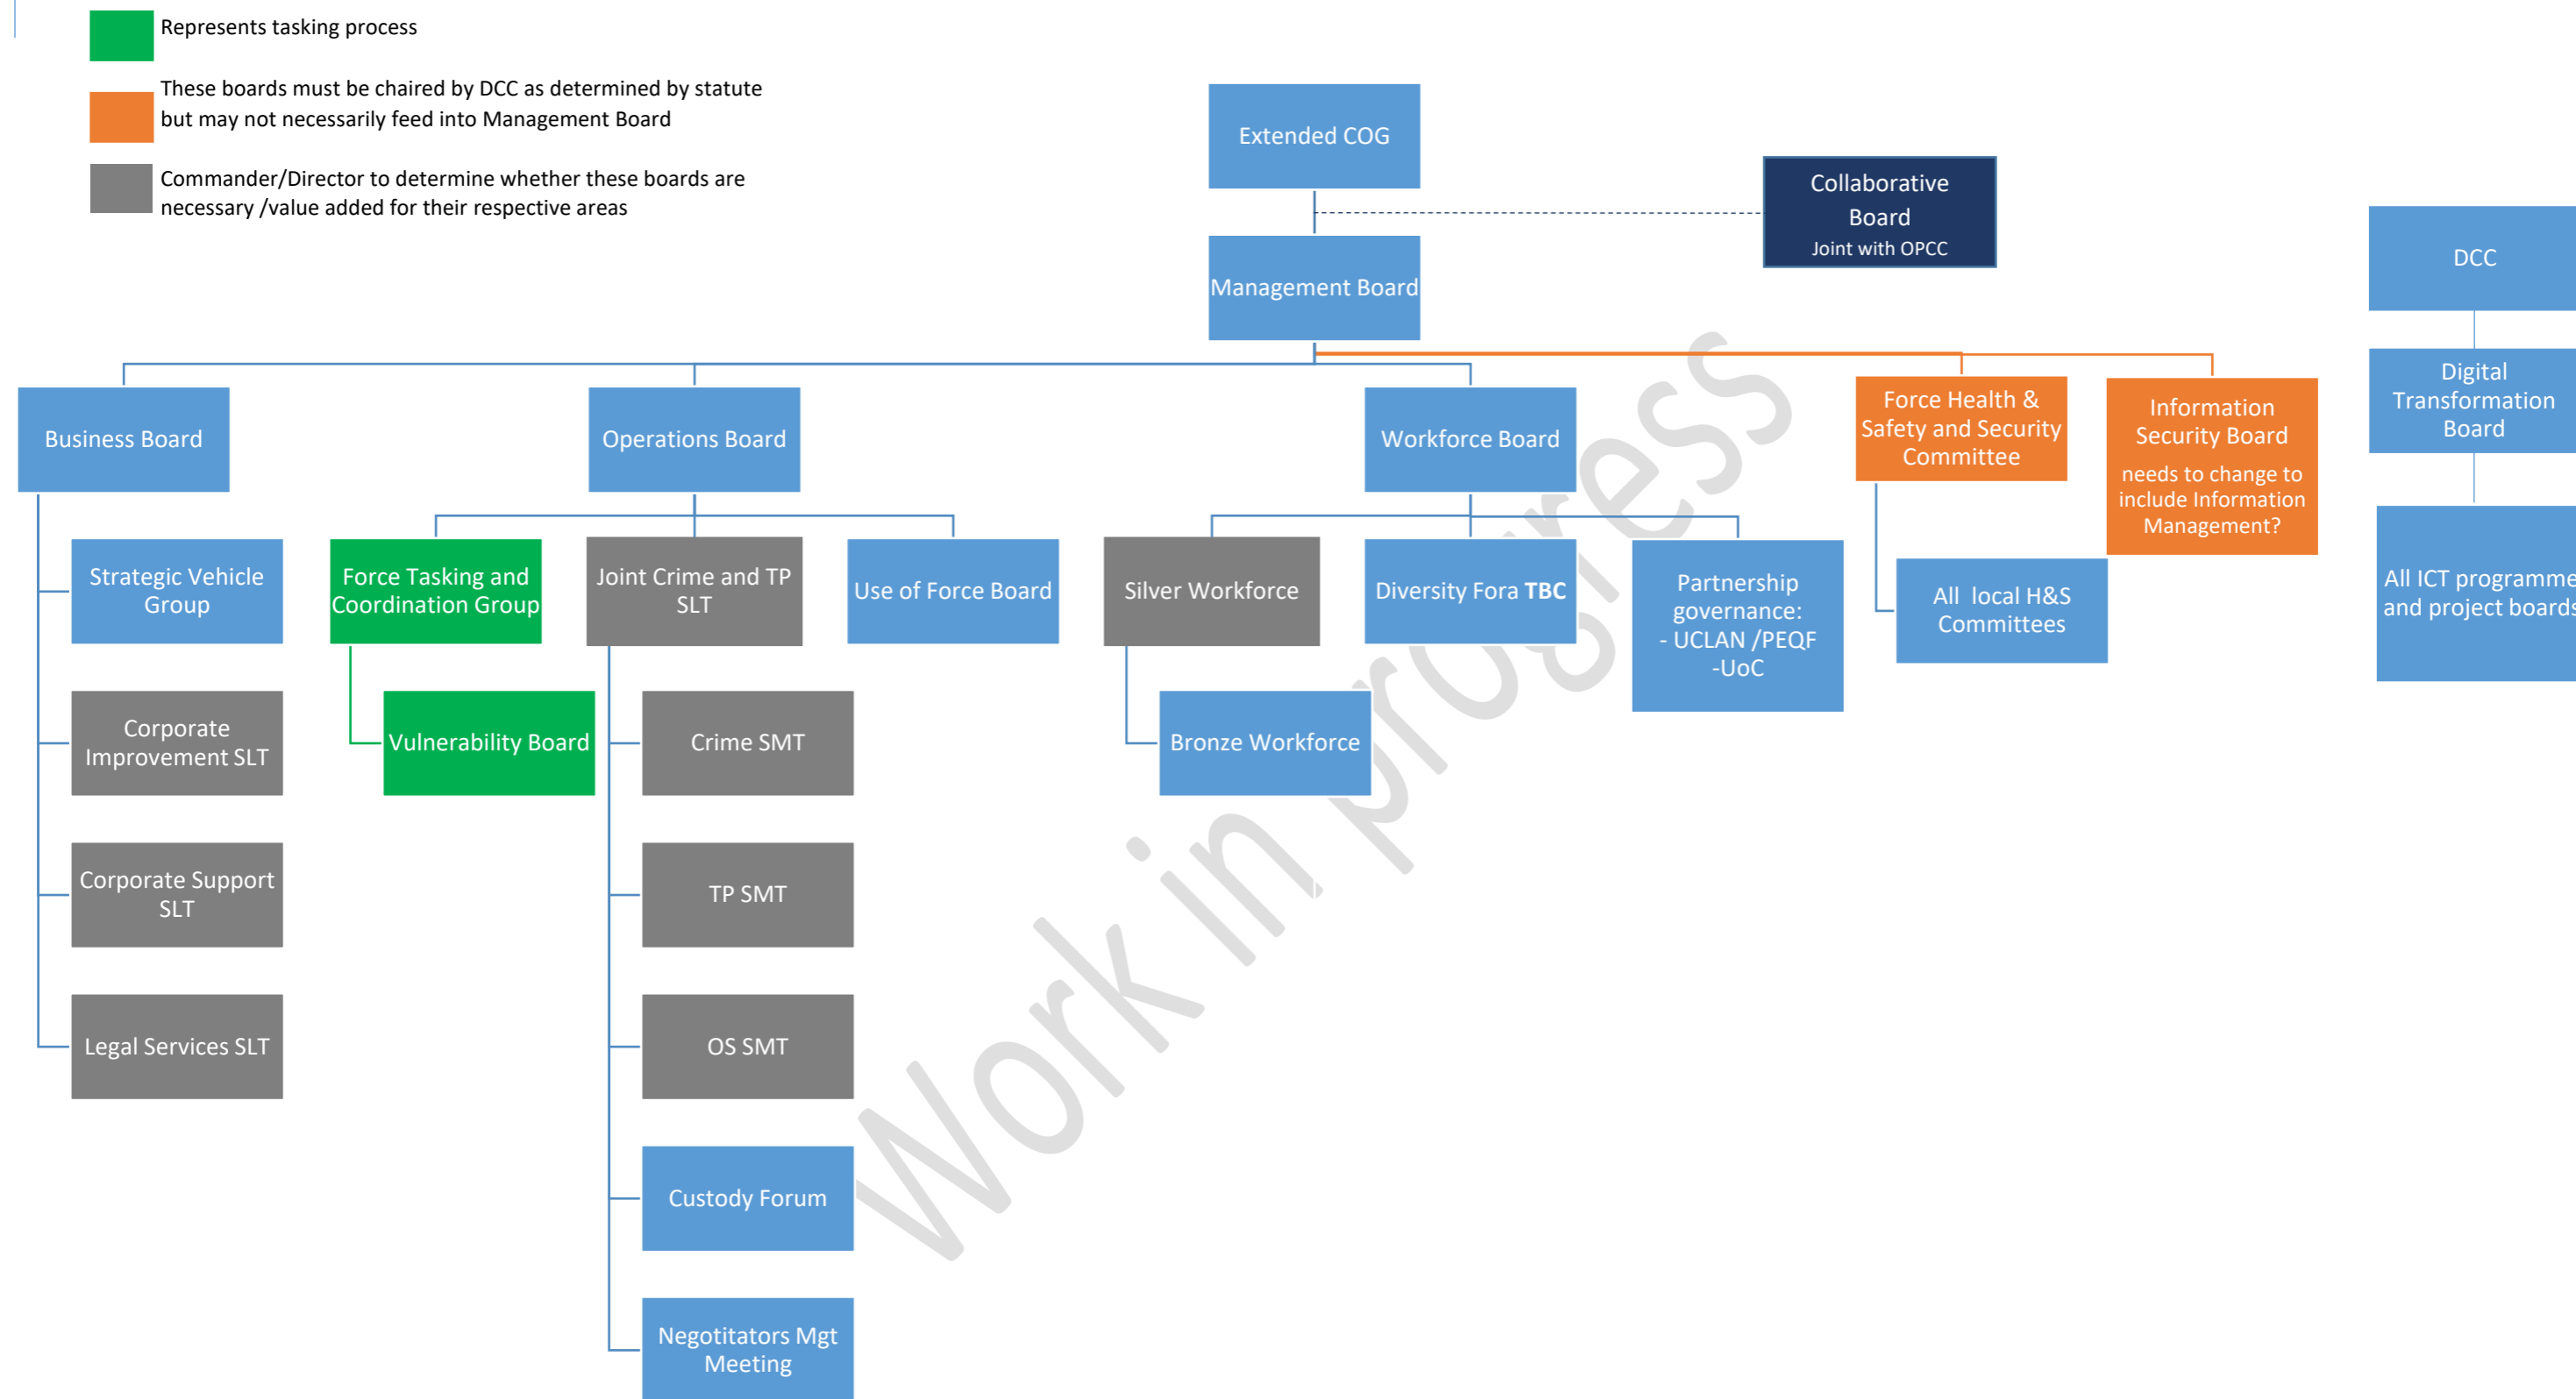 Represents tasking process
These boards must be chaired by DCC as determined by statute
but may not necessarily feed into Management Board
Commander/Director to determine whether these boards are
necessary /value added for their respective areas
Extended COG
Collaborative
Board
Joint with OPCC
Management Board
DCC
Digital
Transformation
Board
All ICT programme
and project boards
Business Board
Operations Board
Workforce Board
Force Health &
Safety and Security
Committee
Information
Security Board
needs to change to
include Information
Management?
Strategic Vehicle
Group
Force Tasking and
Coordination Group
Joint Crime and TP
SLT
Use of Force Board
Silver Workforce
Diversity Fora TBC
Partnership
governance:
- UCLAN /PEQF
-UoC
All local H&S
Committees
Corporate
Improvement SLT
Vulnerability Board
Crime SMT
Bronze Workforce
Corporate Support
SLT
TP SMT
Legal Services SLT
OS SMT
Custody Forum
Negotitators Mgt
Meeting
Work in progress